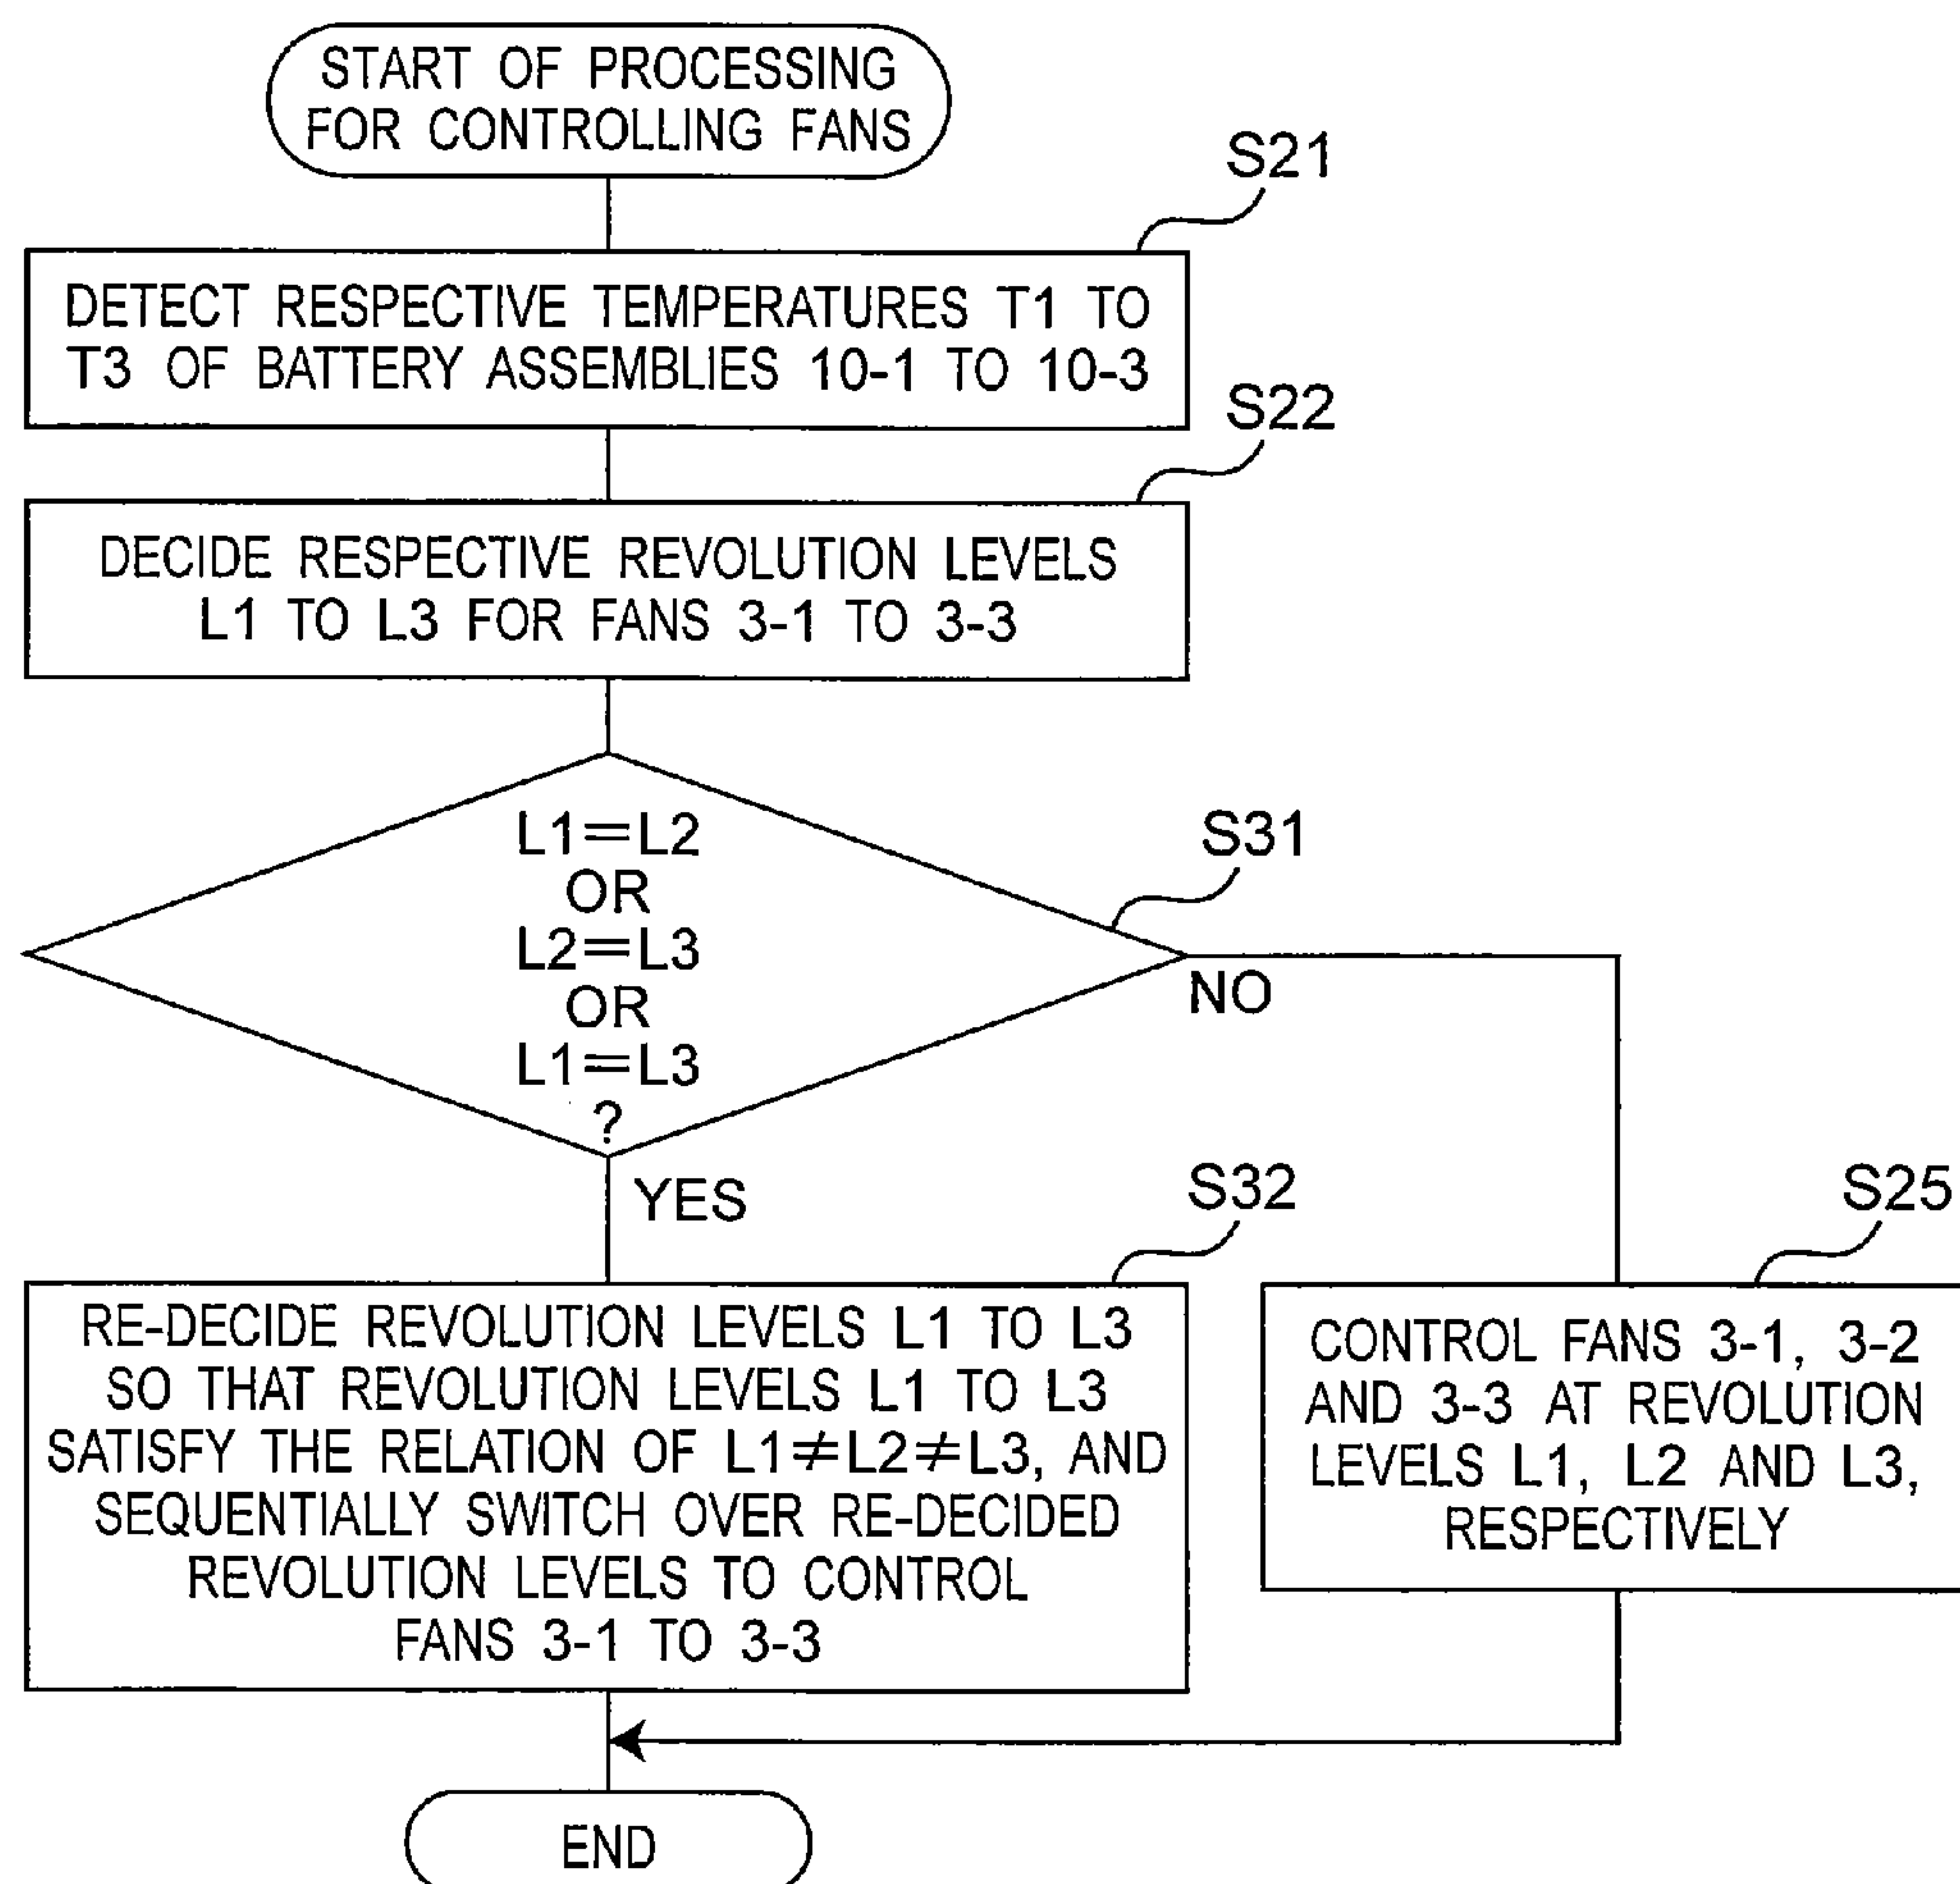 START OF PROCESSING
FOR CONTROLLING FANS
S21
DETECT RESPECTIVE TEMPERATURES T1 TO
T3 OF BATTERY ASSEMBLIES 10-1 TO 10-3
S22
DECIDE RESPECTIVE REVOLUTION LEVELS
L1 TO L3 FOR FANS 3-1 TO 3-3
S31
L1=L2
OR
L2=L3
OR
L1=L3
?
NO
YES
S32
RE-DECIDE REVOLUTION LEVELS L1 TO L3
SO THAT REVOLUTION LEVELS L1 TO L3
SATISFY THE RELATION OF L1≠L2≠L3, AND
SEQUENTIALLY SWITCH OVER RE-DECIDED
REVOLUTION LEVELS TO CONTROL
FANS 3-1 TO 3-3
S25
CONTROL FANS 3-1, 3-2
AND 3-3 AT REVOLUTION
LEVELS L1, L2 AND L3,
RESPECTIVELY
END